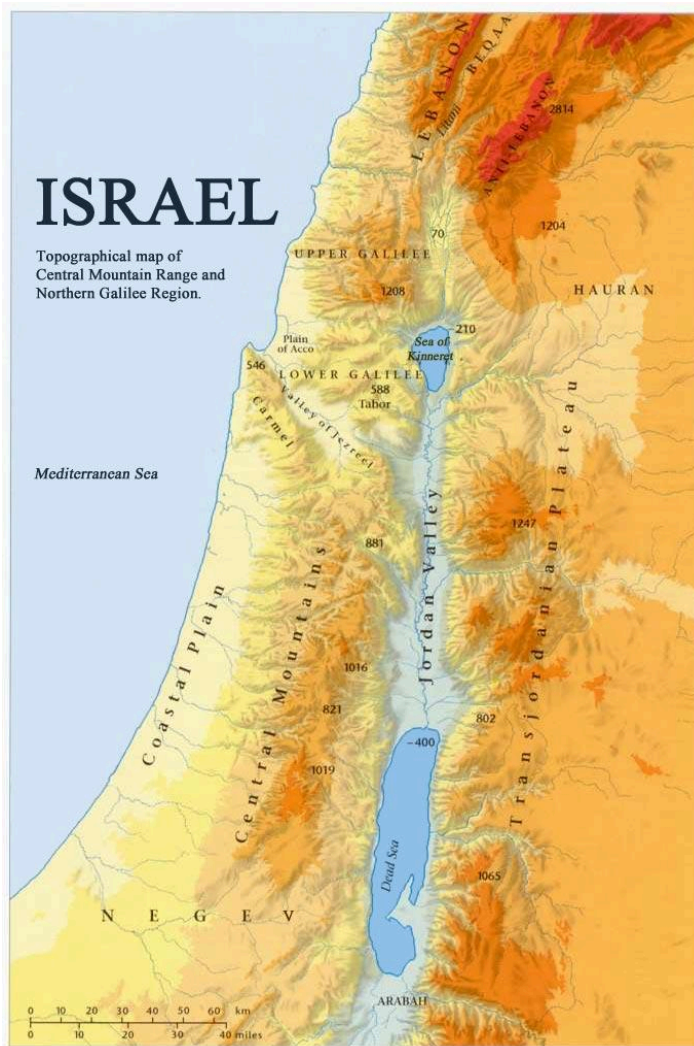 LEBANON
BEQAA
Litani
ANTI-LEBANON
2814
ISRAEL
Topographical map of
Central Mountain Range and
Northern Galilee Region.
70
1204
UPPER GALILEE
1208
HAURAN
-210
Sea of
Kinneret
Plain
of Acco
546
LOWER GALILEE
588
Tabor
Carmel
Valley of Jezreel
Mediterranean Sea
Jordan Valley
Transjordanian Plateau
1247
881
Coastal Plain
Central Mountains
1016
821
802
-400
1019
Dead Sea
1065
NEGEV
ARABAH
0 10 20 30 40 50 60 km
0 10 20 30 40 miles